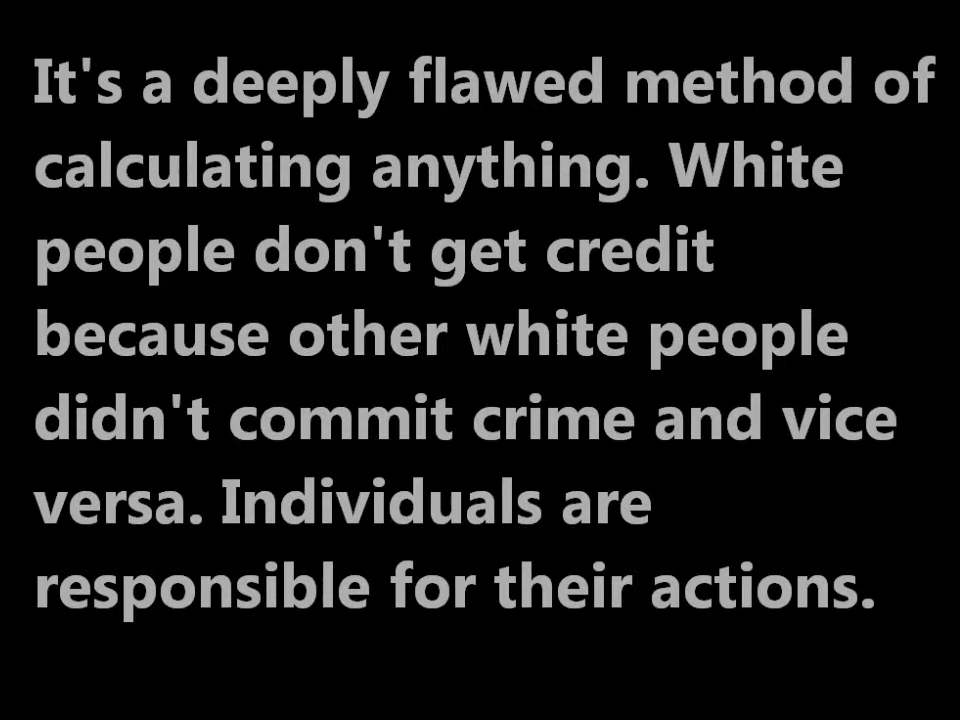 It's a deeply flawed method of
calculating anything. White
people don't get credit
because other white people
didn't commit crime and vice
versa. Individuals are
responsible for their actions.